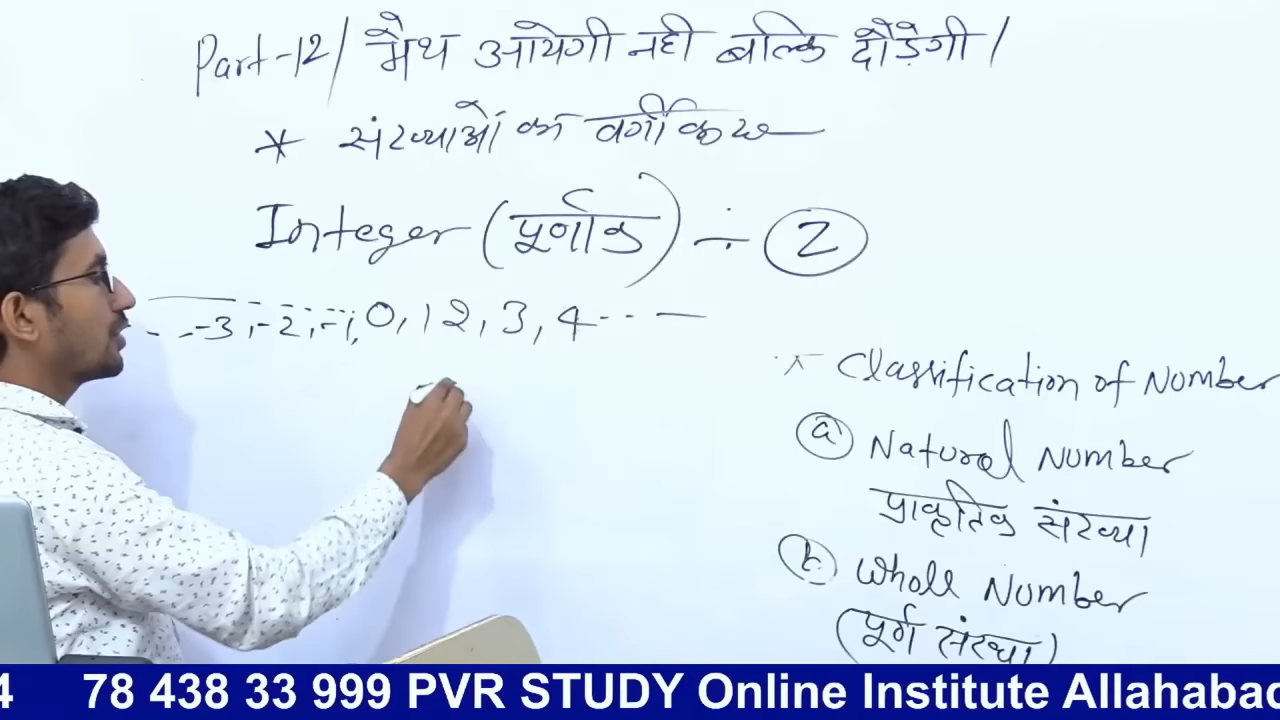 Part-12/ मैथ आयेगी नही बल्कि दौड़ेगी /
* संख्याओं का वर्गीकरण
Integer (पूर्णांक) ÷ Z
- - -3, -2, -1, 0, 1 2, 3, 4 - - -
* Classification of Number
(a) Natural Number
प्राकृतिक संख्या
(b) Whole Number
(पूर्ण संख्या)
4 78 438 33 999 PVR STUDY Online Institute Allahabad